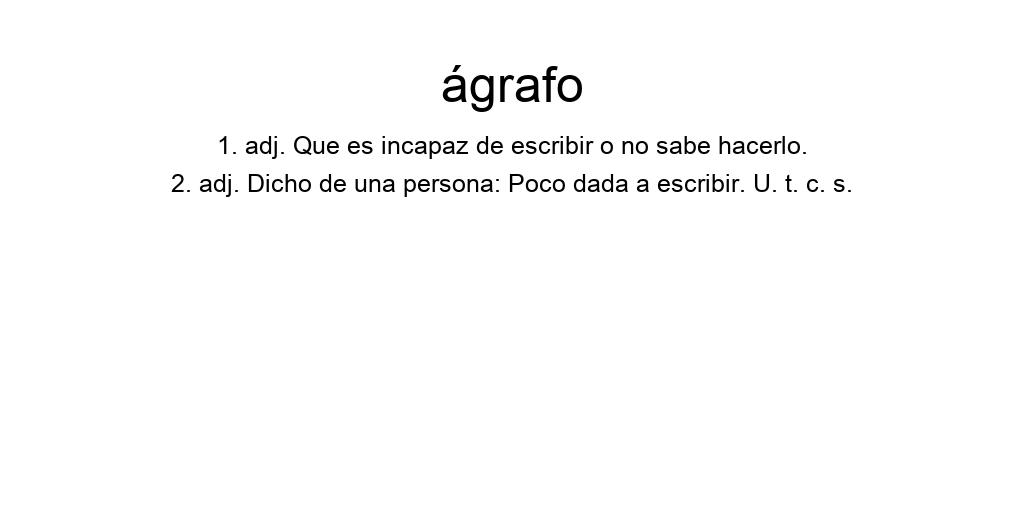 ágrafo
1. adj. Que es incapaz de escribir o no sabe hacerlo.
2. adj. Dicho de una persona: Poco dada a escribir. U. t. c. s.